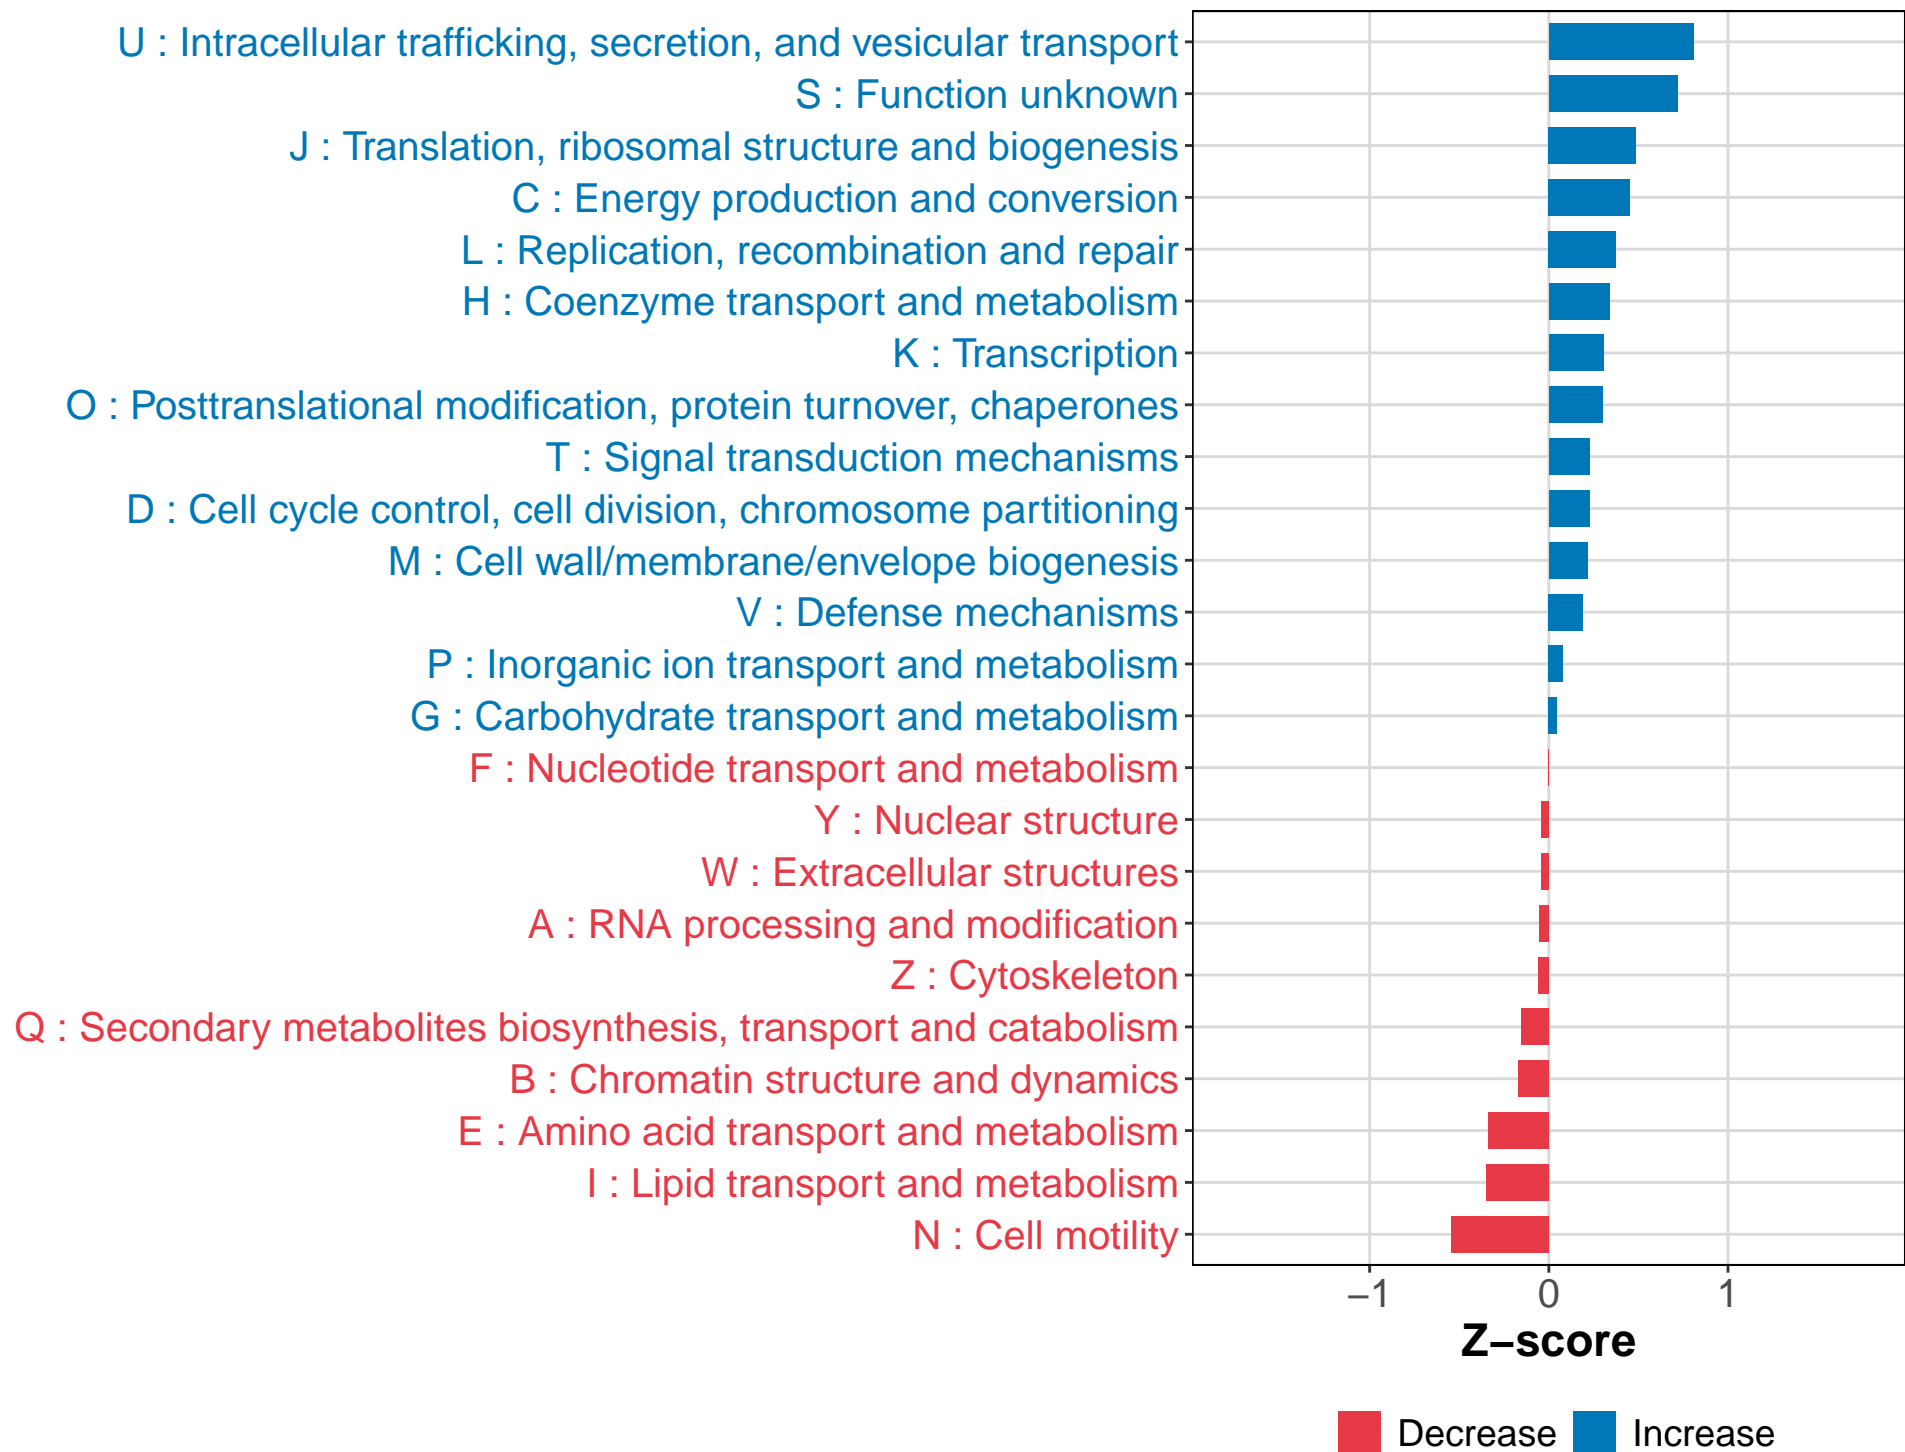 U : Intracellular trafficking, secretion, and vesicular transport
S : Function unknown
J : Translation, ribosomal structure and biogenesis
C : Energy production and conversion
L : Replication, recombination and repair
H : Coenzyme transport and metabolism
K : Transcription
O : Posttranslational modification, protein turnover, chaperones
T : Signal transduction mechanisms
D : Cell cycle control, cell division, chromosome partitioning
M : Cell wall/membrane/envelope biogenesis
V : Defense mechanisms
P : Inorganic ion transport and metabolism
G : Carbohydrate transport and metabolism
F : Nucleotide transport and metabolism
Y : Nuclear structure
W : Extracellular structures
A : RNA processing and modification
Z : Cytoskeleton
Q : Secondary metabolites biosynthesis, transport and catabolism
B : Chromatin structure and dynamics
E : Amino acid transport and metabolism
I : Lipid transport and metabolism
N : Cell motility
−1 0 1
Z−score
Decrease Increase